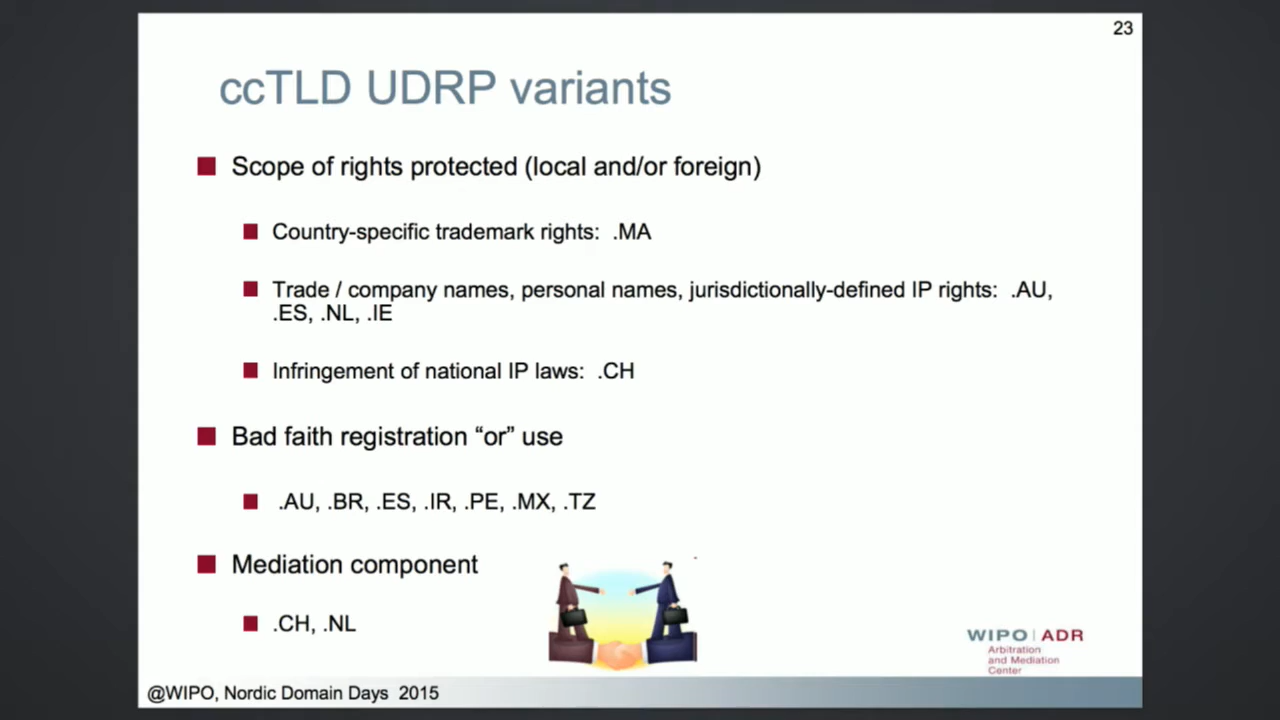 23
ccTLD UDRP variants
Scope of rights protected (local and/or foreign)
Country-specific trademark rights: .MA
Trade / company names, personal names, jurisdictionally-defined IP rights: .AU,
.ES, .NL, .IE
Infringement of national IP laws: .CH
Bad faith registration “or” use
.AU, .BR, .ES, .IR, .PE, .MX, .TZ
Mediation component
.CH, .NL
WIPO | ADR
Arbitration
and Mediation
Center
@WIPO, Nordic Domain Days 2015